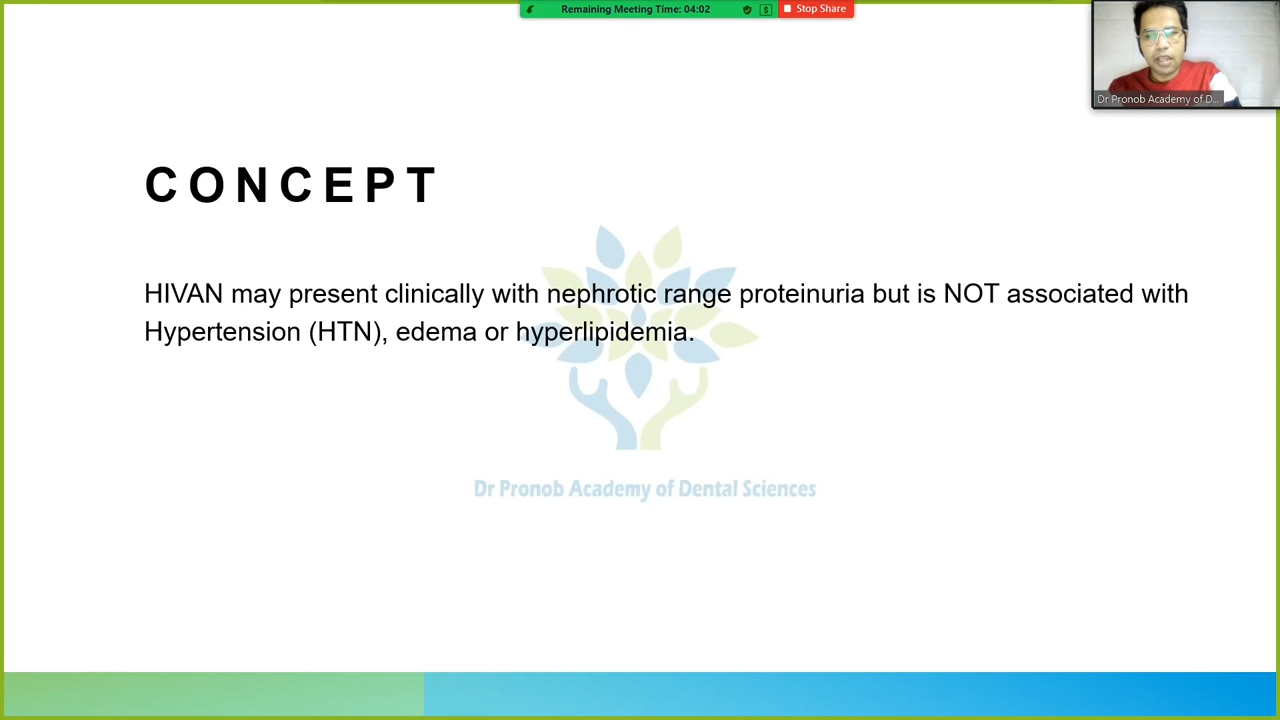 Remaining Meeting Time: 04:02
Stop Share
Dr Pronob Academy of D...
CONCEPT
HIVAN may present clinically with nephrotic range proteinuria but is NOT associated with
Hypertension (HTN), edema or hyperlipidemia.
Dr Pronob Academy of Dental Sciences